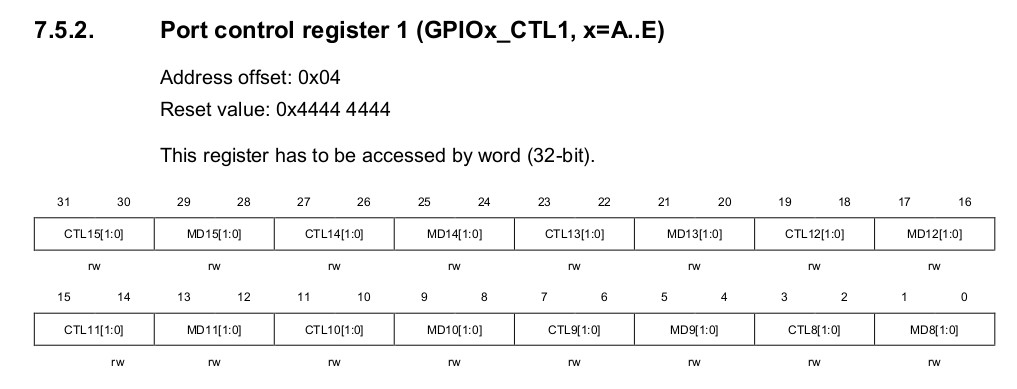 7.5.2. Port control register 1 (GPIOx_CTL1, x=A..E)
Address offset: 0x04
Reset value: 0x4444 4444
This register has to be accessed by word (32-bit).
31 30 29 28 27 26 25 24 23 22 21 20 19 18 17 16
CTL15[1:0] MD15[1:0] CTL14[1:0] MD14[1:0] CTL13[1:0] MD13[1:0] CTL12[1:0] MD12[1:0]
rw rw rw rw rw rw rw rw
15 14 13 12 11 10 9 8 7 6 5 4 3 2 1 0
CTL11[1:0] MD11[1:0] CTL10[1:0] MD10[1:0] CTL9[1:0] MD9[1:0] CTL8[1:0] MD8[1:0]
rw rw rw rw rw rw rw rw